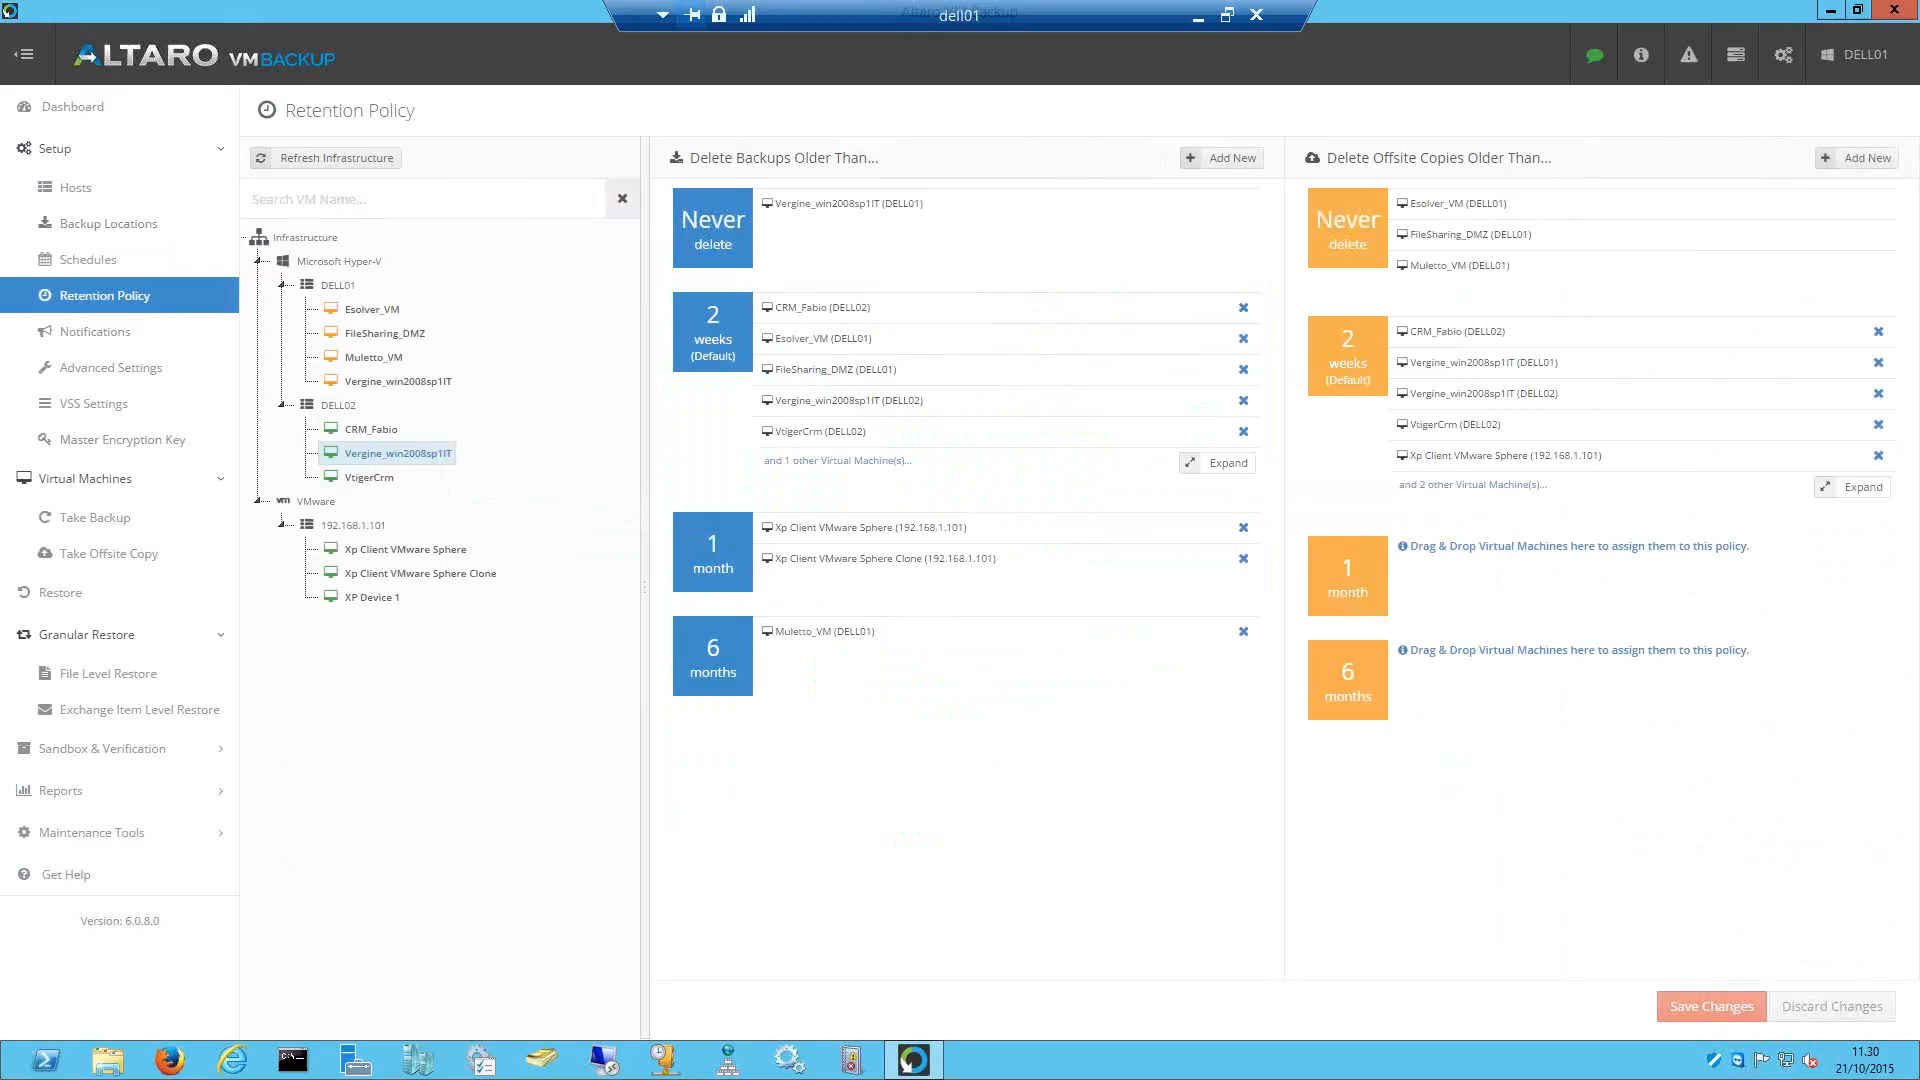 dell01
ALTARO VM BACKUP
DELL01
Dashboard
Setup
Hosts
Backup Locations
Schedules
Retention Policy
Notifications
Advanced Settings
VSS Settings
Master Encryption Key
Virtual Machines
Take Backup
Take Offsite Copy
Restore
Granular Restore
File Level Restore
Exchange Item Level Restore
Sandbox & Verification
Reports
Maintenance Tools
Get Help
Version: 6.0.8.0
Retention Policy
Refresh Infrastructure
Search VM Name...
Infrastructure
Microsoft Hyper-V
DELL01
Esolver_VM
FileSharing_DMZ
Muletto_VM
Vergine_win2008sp1IT
DELL02
CRM_Fabio
Vergine_win2008sp1IT
VtigerCrm
vm VMware
192.168.1.101
Xp Client VMware Sphere
Xp Client VMware Sphere Clone
XP Device 1
Delete Backups Older Than...
Add New
Never
delete
Vergine_win2008sp1IT (DELL01)
2
weeks
(Default)
CRM_Fabio (DELL02)
Esolver_VM (DELL01)
FileSharing_DMZ (DELL01)
Vergine_win2008sp1IT (DELL02)
VtigerCrm (DELL02)
and 1 other Virtual Machine(s)...
Expand
1
month
Xp Client VMware Sphere (192.168.1.101)
Xp Client VMware Sphere Clone (192.168.1.101)
6
months
Muletto_VM (DELL01)
Delete Offsite Copies Older Than...
Add New
Never
delete
Esolver_VM (DELL01)
FileSharing_DMZ (DELL01)
Muletto_VM (DELL01)
2
weeks
(Default)
CRM_Fabio (DELL02)
Vergine_win2008sp1IT (DELL01)
Vergine_win2008sp1IT (DELL02)
VtigerCrm (DELL02)
Xp Client VMware Sphere (192.168.1.101)
and 2 other Virtual Machine(s)...
Expand
1
month
Drag & Drop Virtual Machines here to assign them to this policy.
6
months
Drag & Drop Virtual Machines here to assign them to this policy.
Save Changes
Discard Changes
11.30
21/10/2015